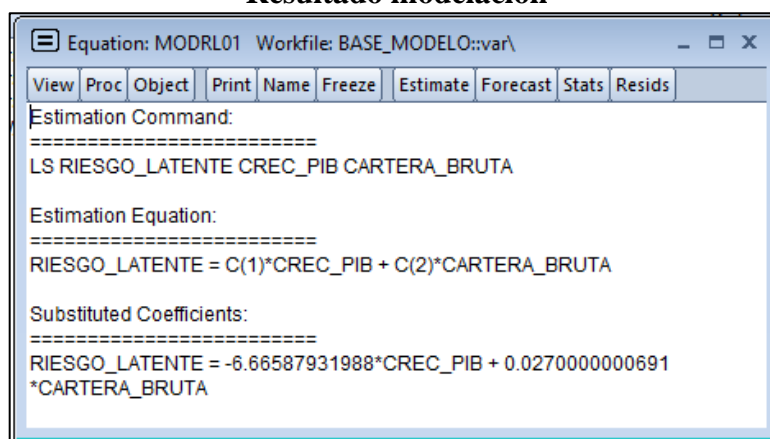 Resultado modelación
Equation: MODRL01 Workfile: BASE_MODELO::var\
View Proc Object Print Name Freeze Estimate Forecast Stats Resids
Estimation Command:
=========================
LS RIESGO_LATENTE CREC_PIB CARTERA_BRUTA
Estimation Equation:
=========================
RIESGO_LATENTE = C(1)*CREC_PIB + C(2)*CARTERA_BRUTA
Substituted Coefficients:
=========================
RIESGO_LATENTE = -6.66587931988*CREC_PIB + 0.0270000000691
*CARTERA_BRUTA